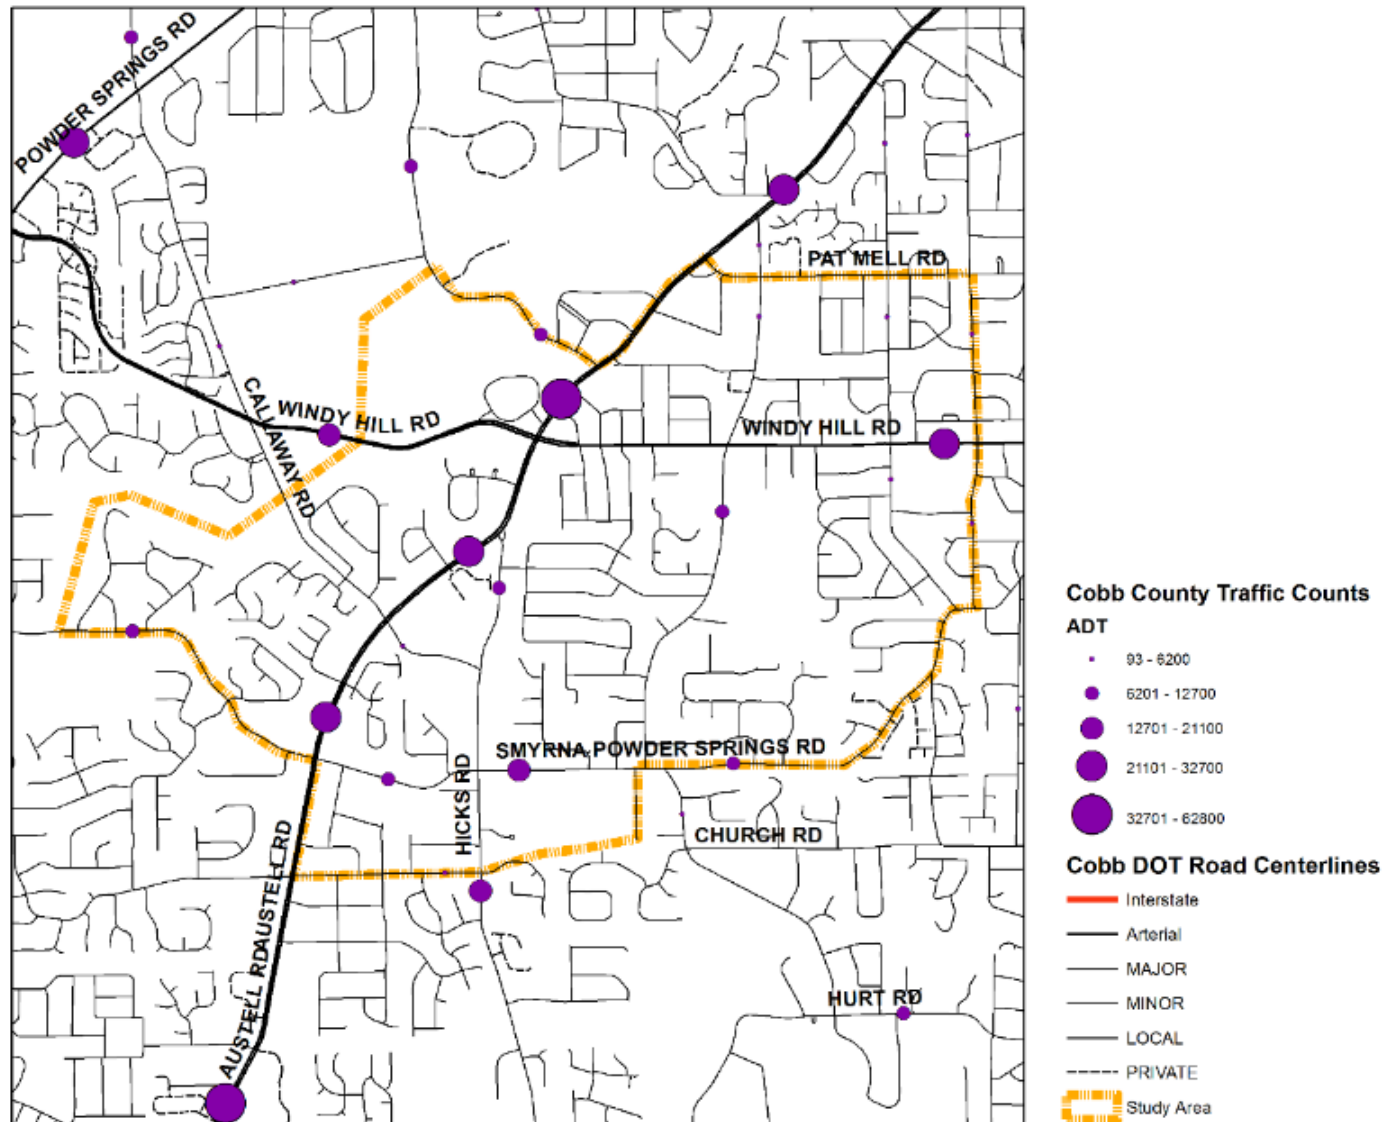 POWDER SPRINGS RD
PAT MELL RD
CALLAWAY RD
WINDY HILL RD
WINDY HILL RD
SMYRNA POWDER SPRINGS RD
HICKS RD
CHURCH RD
AUSTELL RD
AUSTELL RD
HURT RD
Cobb County Traffic Counts
ADT
93 - 6200
6201 - 12700
12701 - 21100
21101 - 32700
32701 - 62800
Cobb DOT Road Centerlines
Interstate
Arterial
MAJOR
MINOR
LOCAL
PRIVATE
Study Area